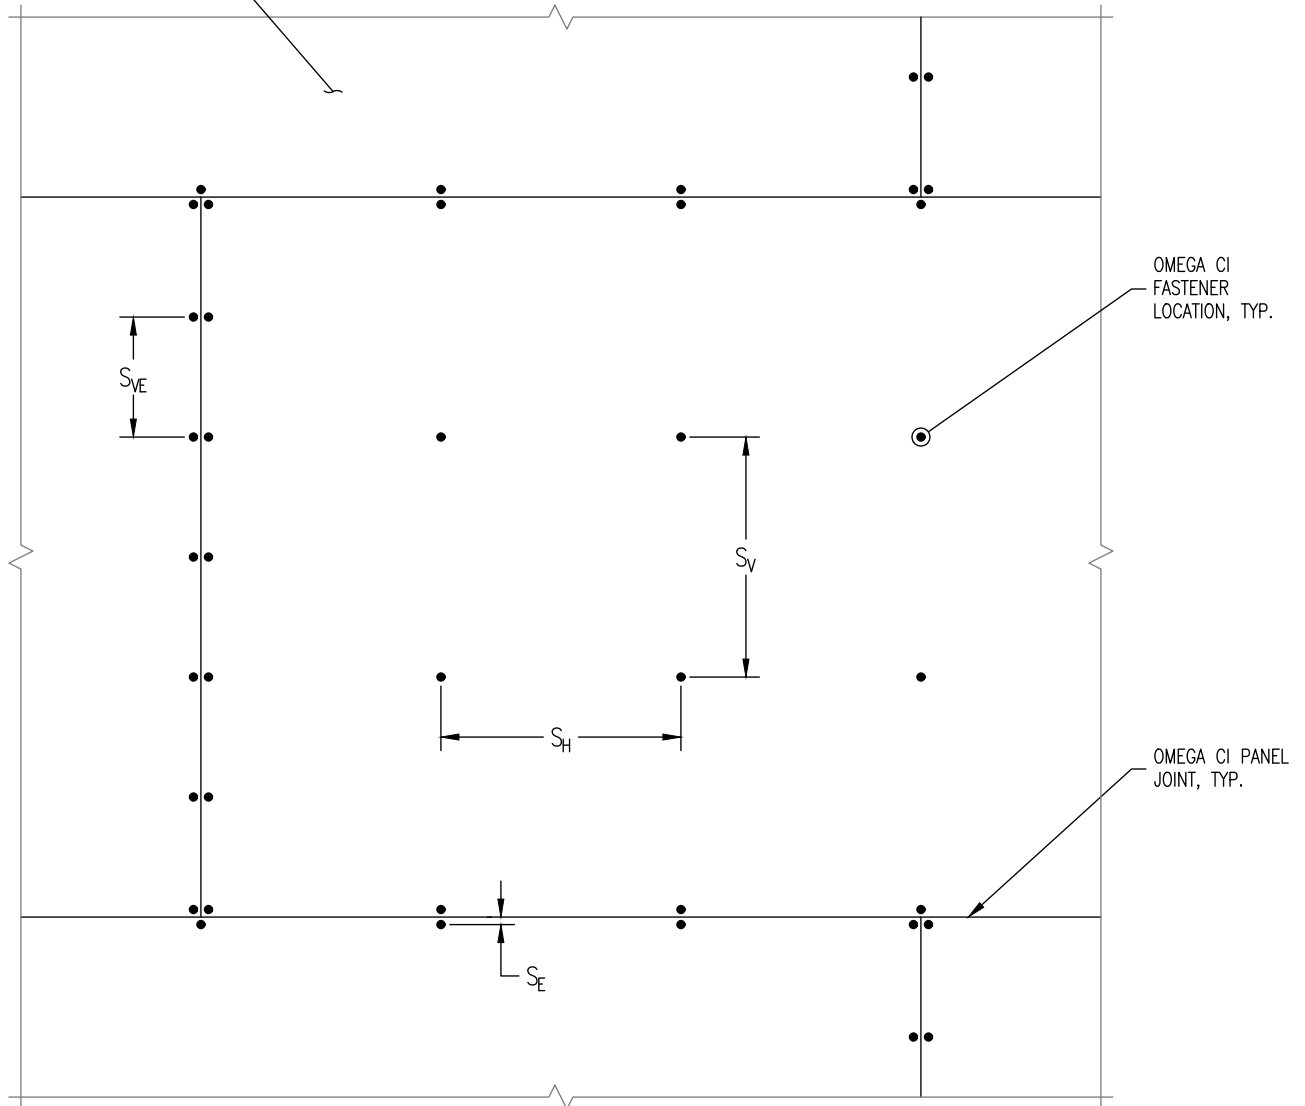 OMEGA CI
FASTENER
LOCATION, TYP.
SVE
SV
SH
OMEGA CI PANEL
JOINT, TYP.
SE